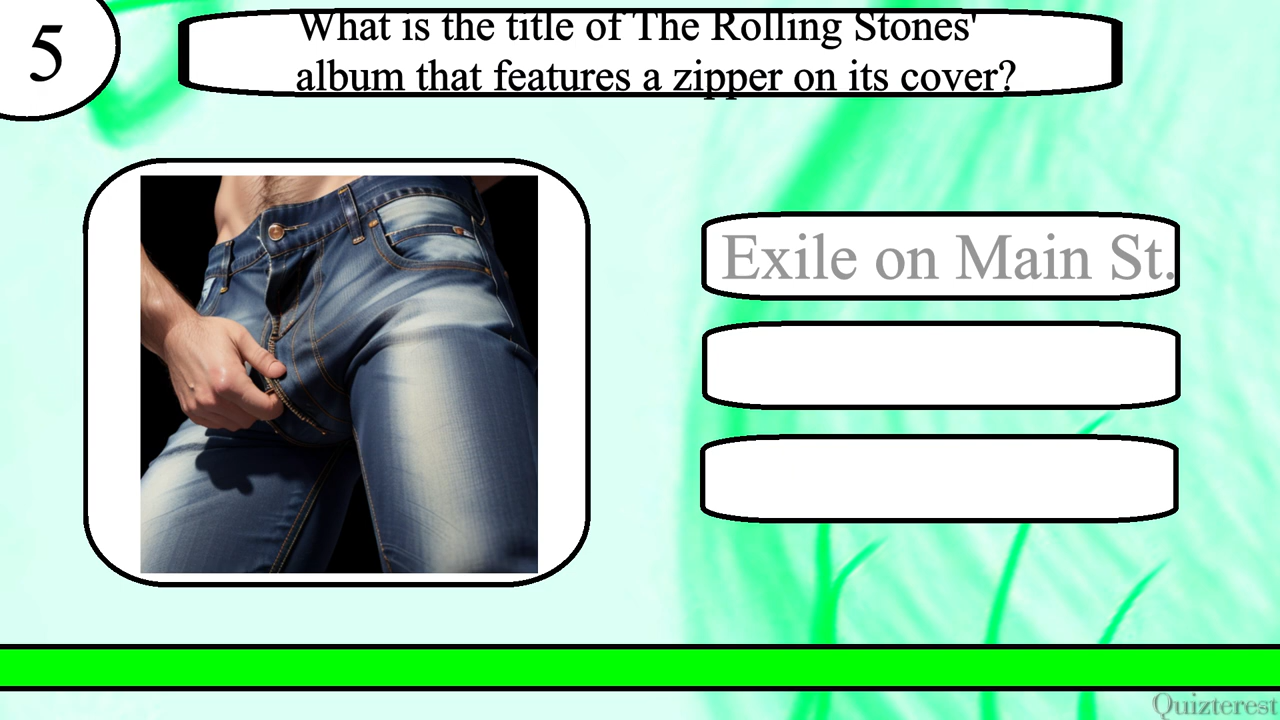 5
What is the title of The Rolling Stones'
album that features a zipper on its cover?
Exile on Main St.
Quizterest